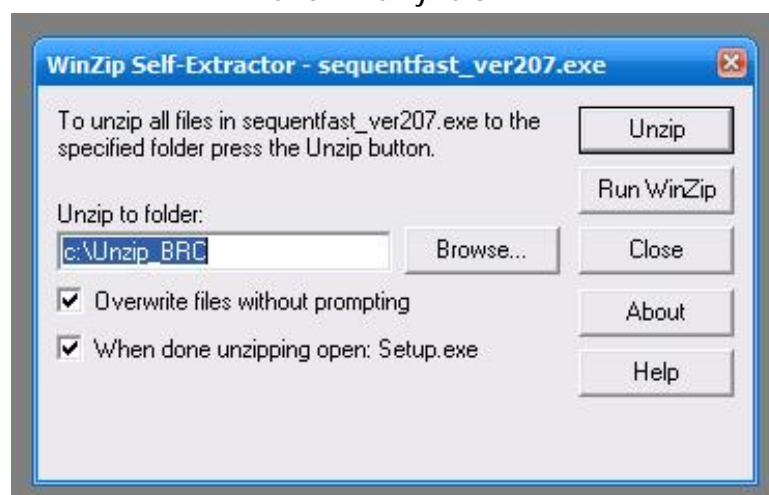 WinZip Self-Extractor - sequentfast_ver207.exe
To unzip all files in sequentfast_ver207.exe to the
specified folder press the Unzip button.
Unzip
Run WinZip
Unzip to folder:
c:\Unzip_BRC
Browse...
Close
Overwrite files without prompting
About
When done unzipping open: Setup.exe
Help